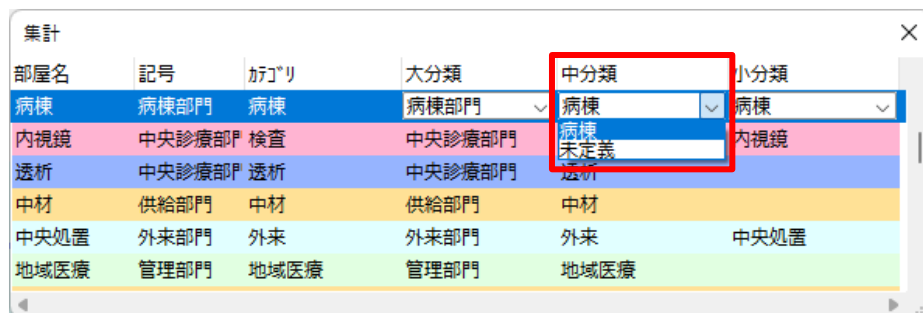 集計
部屋名 記号 ｶﾃｺﾞﾘ 大分類 中分類 小分類
病棟 病棟部門 病棟 病棟部門 病棟 病棟
病棟
未定義
内視鏡 中央診療部門 検査 中央診療部門 内視鏡
透析 中央診療部門 透析 中央診療部門 透析
中材 供給部門 中材 供給部門 中材
中央処置 外来部門 外来 外来部門 外来 中央処置
地域医療 管理部門 地域医療 管理部門 地域医療